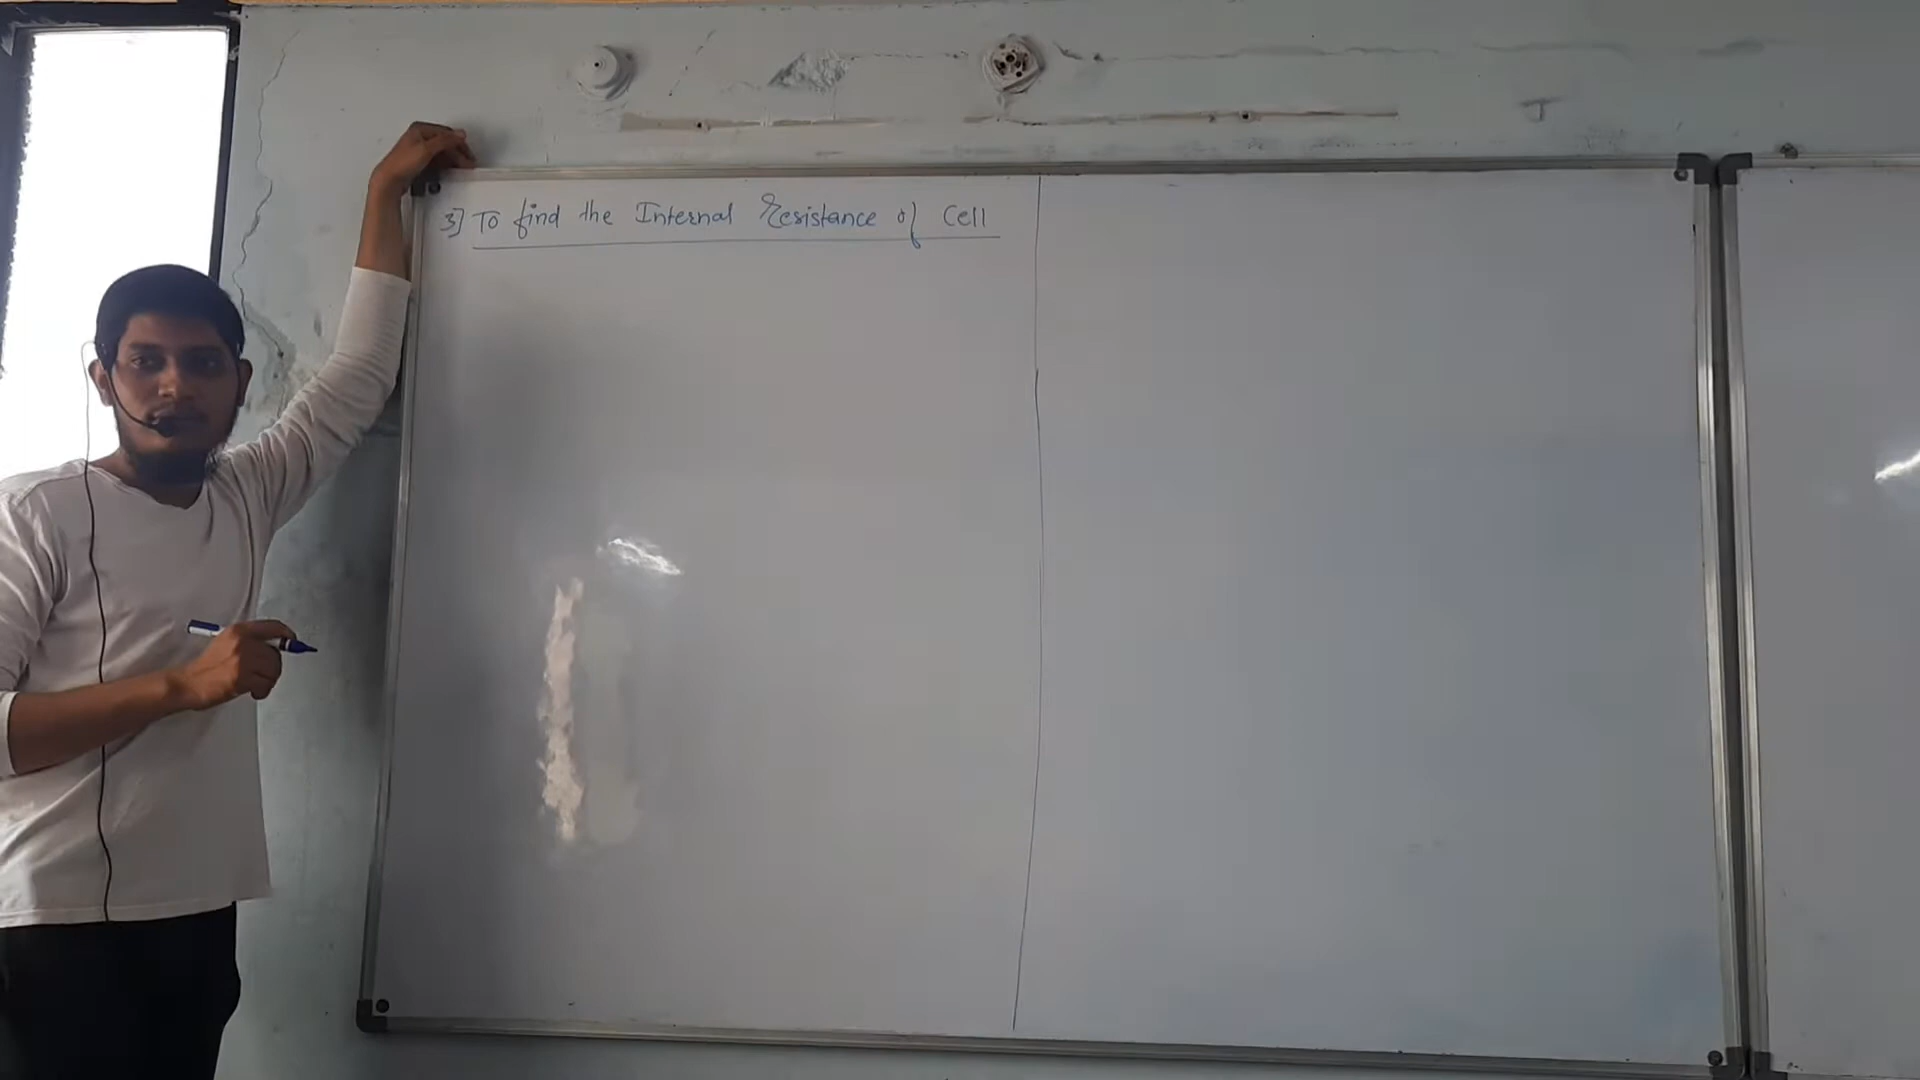 3] To find the Internal Resistance of Cell